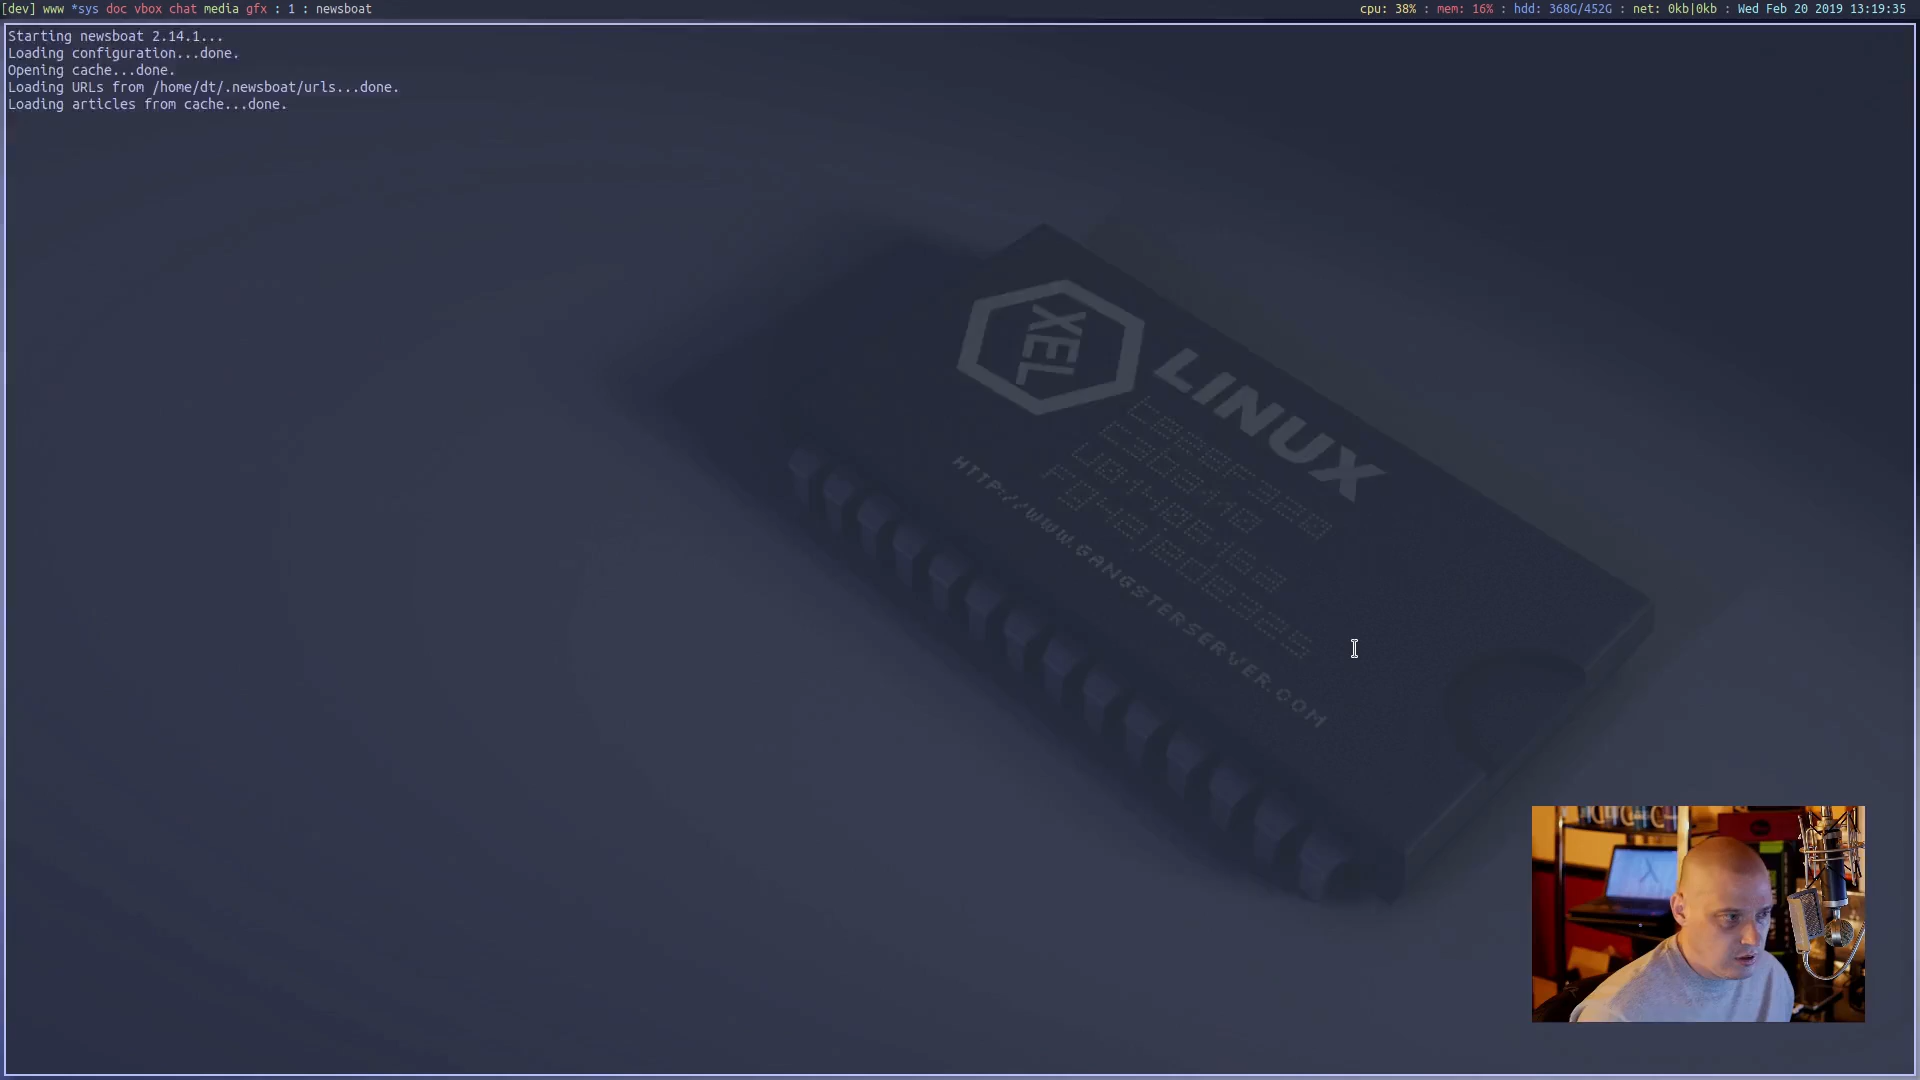 [dev] www *sys doc vbox chat media gfx : 1 : newsboat
cpu: 38% : mem: 16% : hdd: 368G/452G : net: 0kb|0kb : Wed Feb 20 2019 13:19:35
Starting newsboat 2.14.1...
Loading configuration...done.
Opening cache...done.
Loading URLs from /home/dt/.newsboat/urls...done.
Loading articles from cache...done.
XEL
LINUX
HTTP://WWW.GANGSTERSERVER.COM